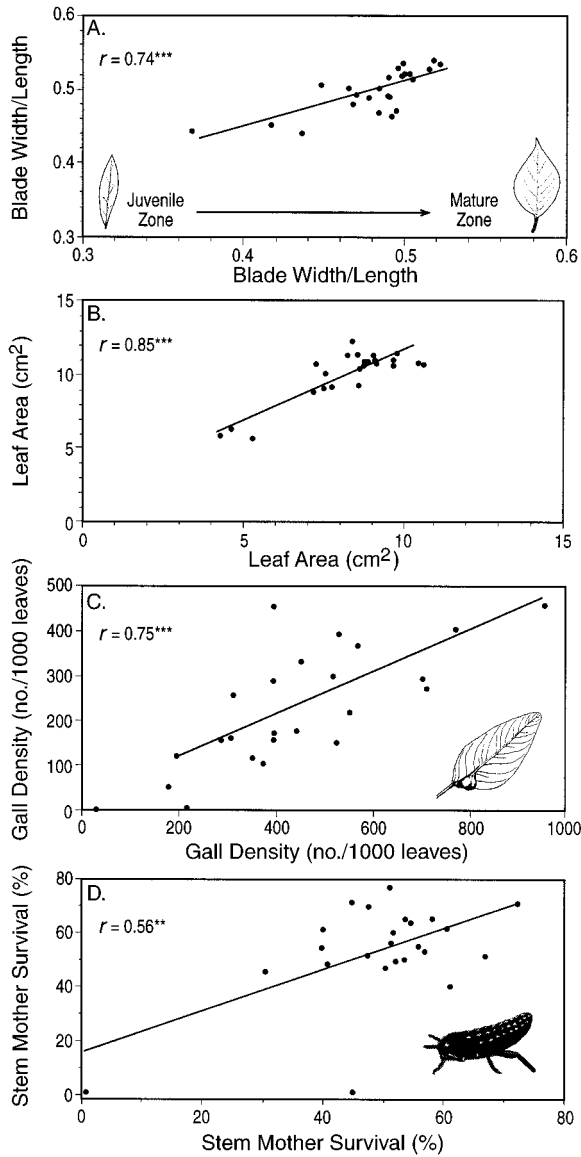 0.6
A.
r = 0.74***
Blade Width/Length
0.5
0.4
Juvenile Zone
Mature Zone
0.3
0.3 0.4 0.5 0.6
Blade Width/Length
15
B.
r = 0.85***
Leaf Area (cm2)
10
5
0
0 5 10 15
Leaf Area (cm2)
500
C.
r = 0.75***
Gall Density (no./1000 leaves)
400
300
200
100
0
0 200 400 600 800 1000
Gall Density (no./1000 leaves)
80
D.
r = 0.56**
Stem Mother Survival (%)
60
40
20
0
0 20 40 60 80
Stem Mother Survival (%)